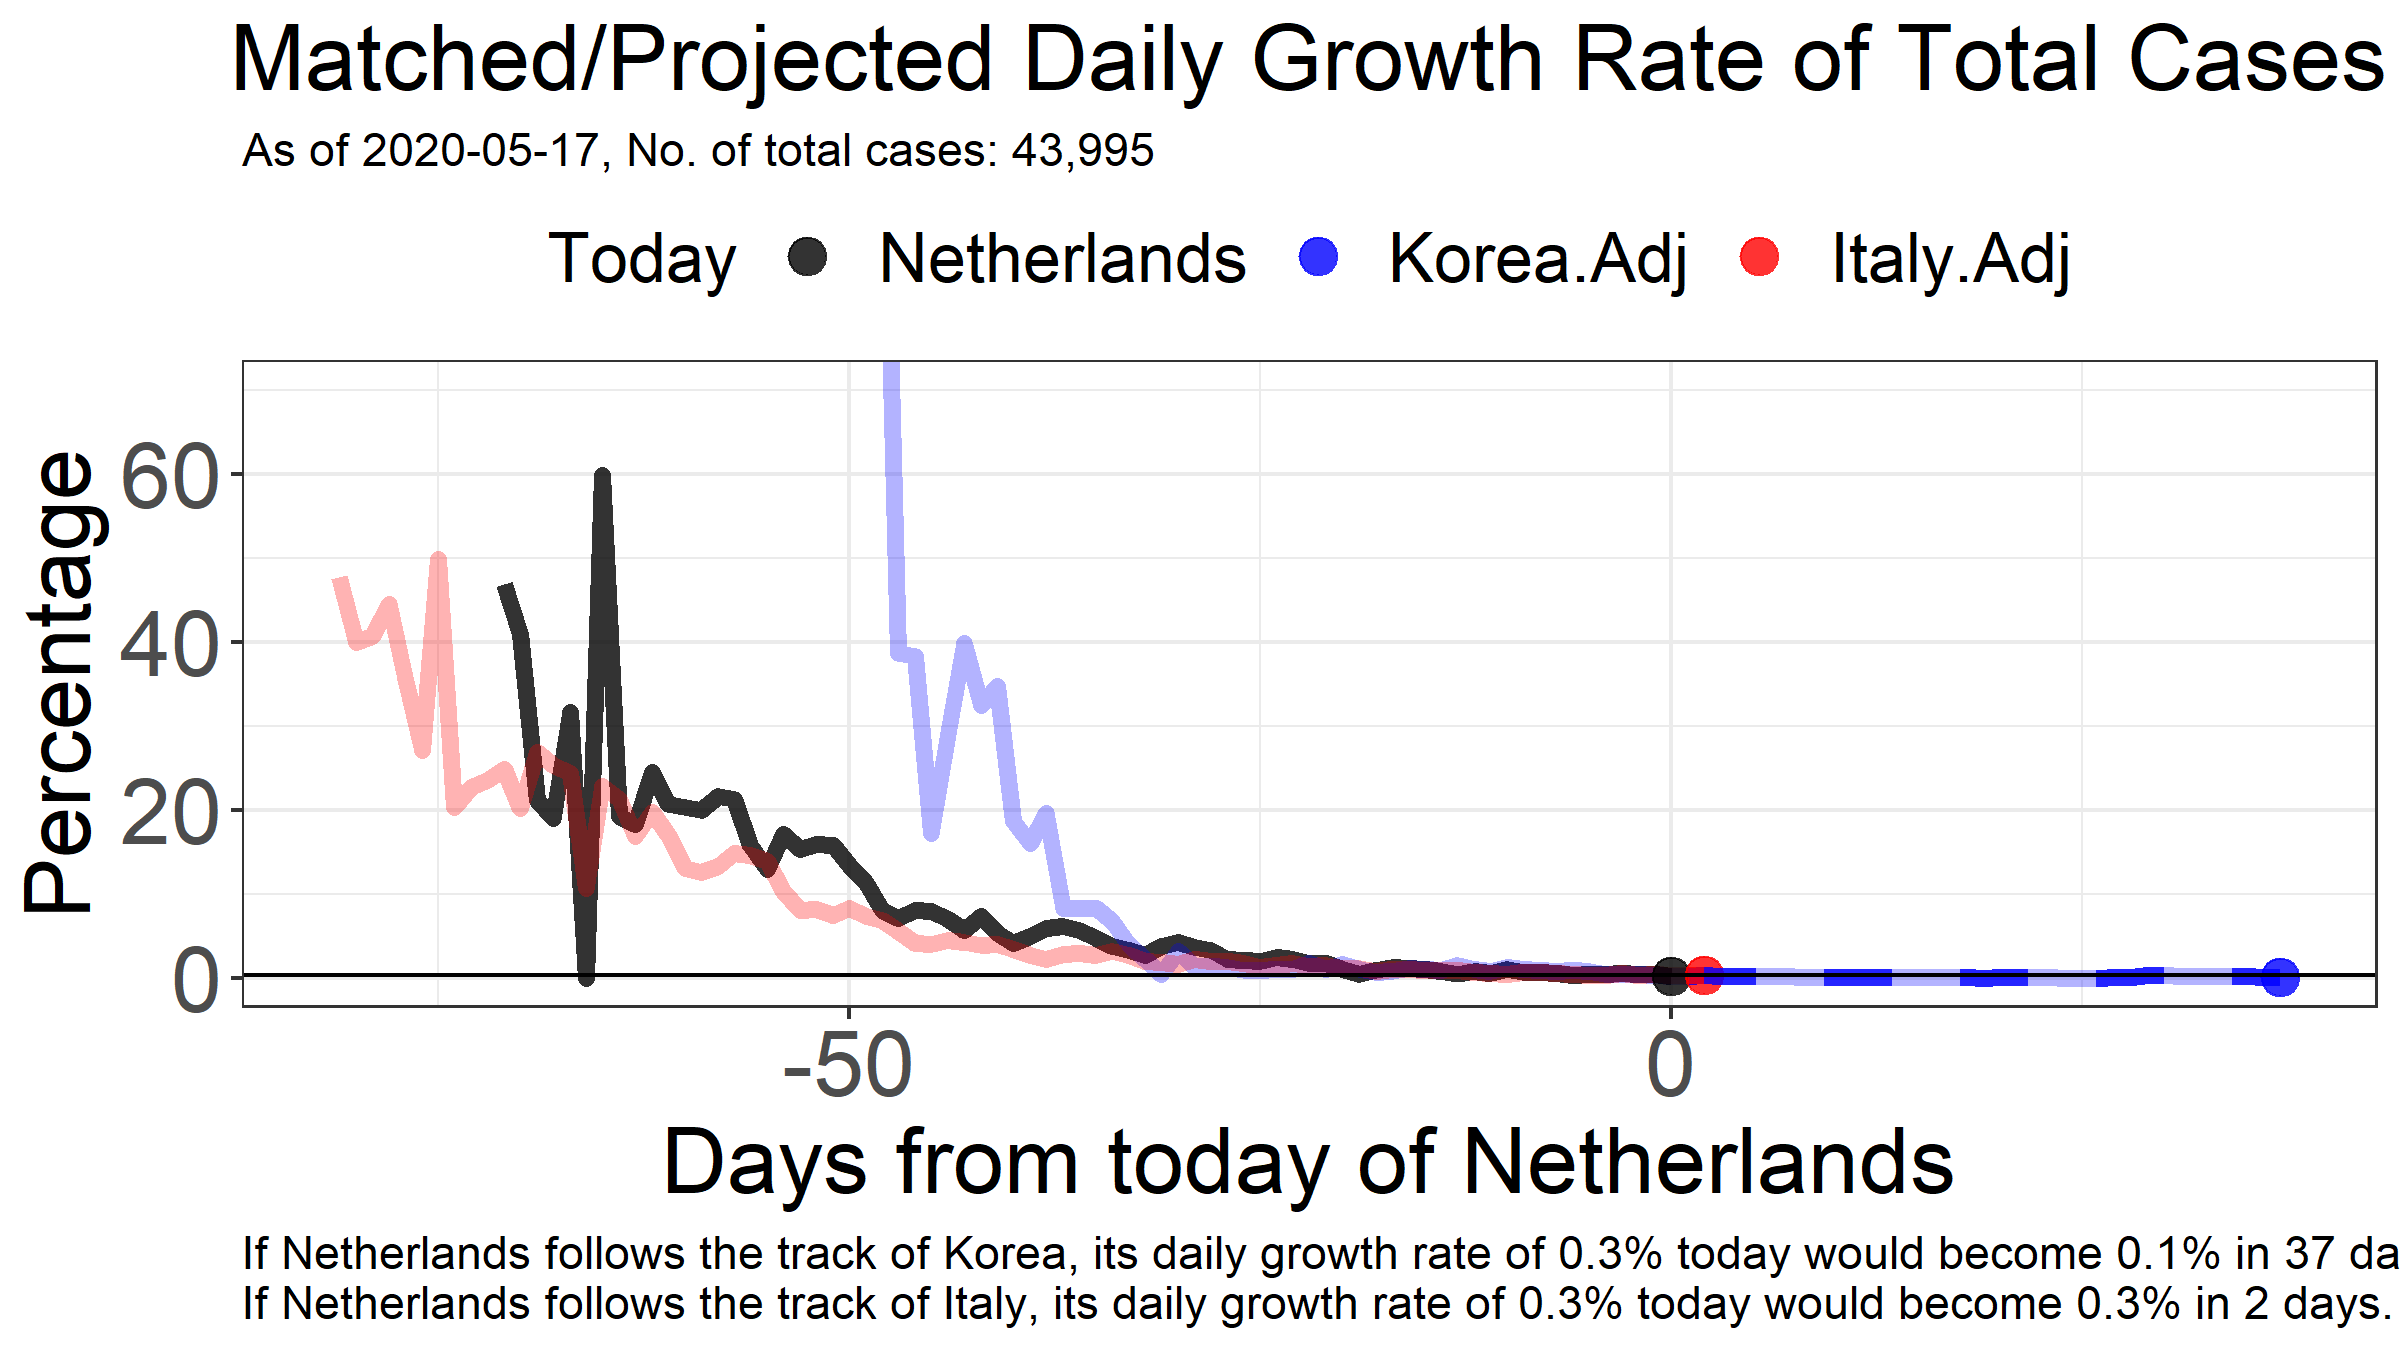 Matched/Projected Daily Growth Rate of Total Cases
As of 2020-05-17, No. of total cases: 43,995
Today Netherlands Korea.Adj Italy.Adj
Percentage
60
40
20
0
-50 0
Days from today of Netherlands
If Netherlands follows the track of Korea, its daily growth rate of 0.3% today would become 0.1% in 37 da
If Netherlands follows the track of Italy, its daily growth rate of 0.3% today would become 0.3% in 2 days.